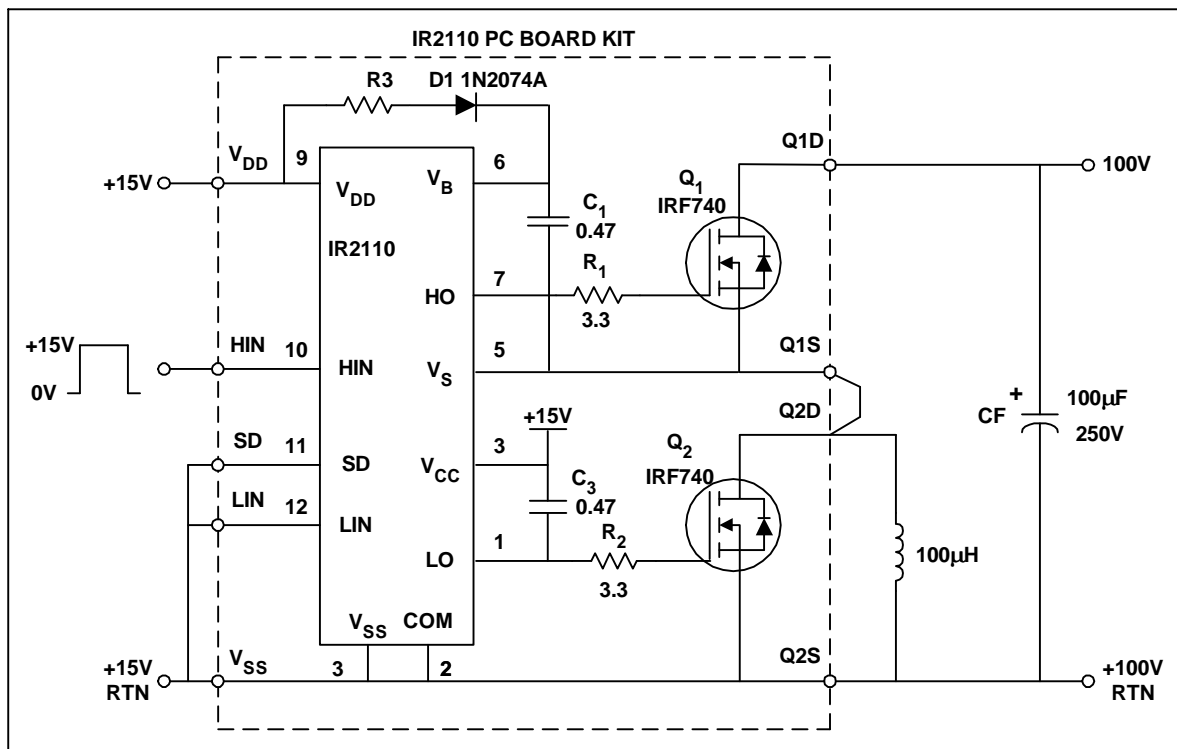 IR2110 PC BOARD KIT
R3
D1 1N2074A
Q1D
100V
VDD
9
+15V
VDD
6
VB
C1
0.47
Q1
IRF740
IR2110
7
HO
R1
3.3
+15V
0V
HIN
10
HIN
5
VS
Q1S
Q2D
+15V
SD
11
SD
3
VCC
C3
0.47
Q2
IRF740
CF
+
100µF
250V
LIN
12
LIN
1
LO
R2
3.3
100µH
VSS
COM
+15V
RTN
VSS
3
2
Q2S
+100V
RTN